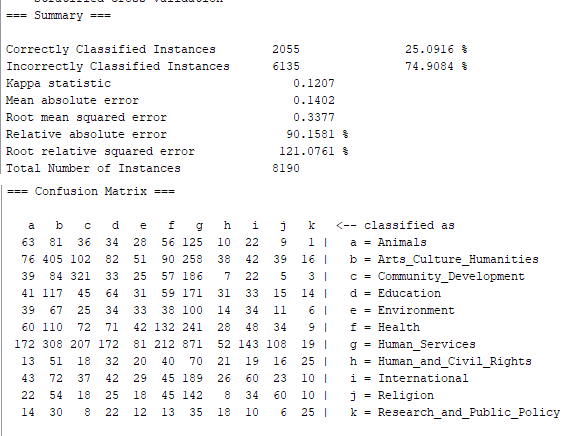 === Summary ===
Correctly Classified Instances 2055 25.0916 %
Incorrectly Classified Instances 6135 74.9084 %
Kappa statistic 0.1207
Mean absolute error 0.1402
Root mean squared error 0.3377
Relative absolute error 90.1581 %
Root relative squared error 121.0761 %
Total Number of Instances 8190
=== Confusion Matrix ===
a b c d e f g h i j k <-- classified as
63 81 36 34 28 56 125 10 22 9 1 | a = Animals
76 405 102 82 51 90 258 38 42 39 16 | b = Arts_Culture_Humanities
39 84 321 33 25 57 186 7 22 5 3 | c = Community_Development
41 117 45 64 31 59 171 31 33 15 14 | d = Education
39 67 25 34 33 38 100 14 34 11 6 | e = Environment
60 110 72 71 42 132 241 28 48 34 9 | f = Health
172 308 207 172 81 212 871 52 143 108 19 | g = Human_Services
13 51 18 32 20 40 70 21 19 16 25 | h = Human_and_Civil_Rights
43 72 37 42 29 45 189 26 60 23 10 | i = International
22 54 18 25 18 45 142 8 34 60 10 | j = Religion
14 30 8 22 12 13 35 18 10 6 25 | k = Research_and_Public_Policy